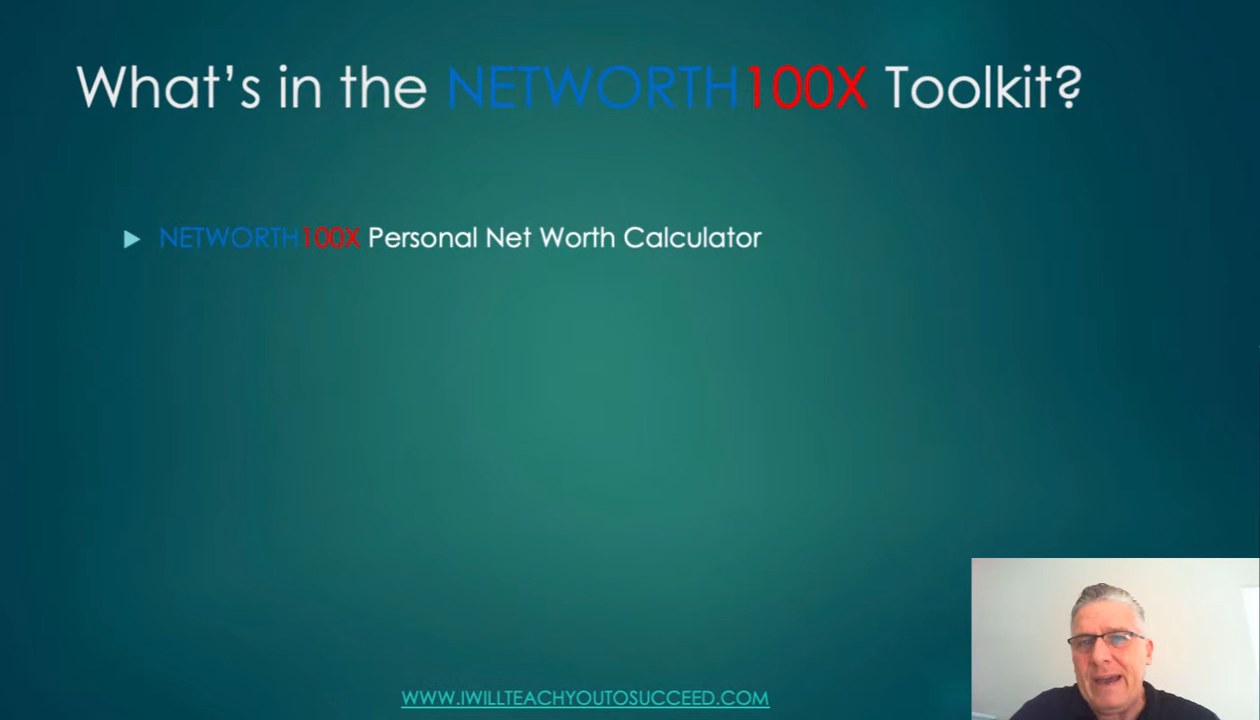 What's in the NETWORTH100X Toolkit?
NETWORTH100X Personal Net Worth Calculator
WWW.IWILLTEACHYOUTOSUCCEED.COM